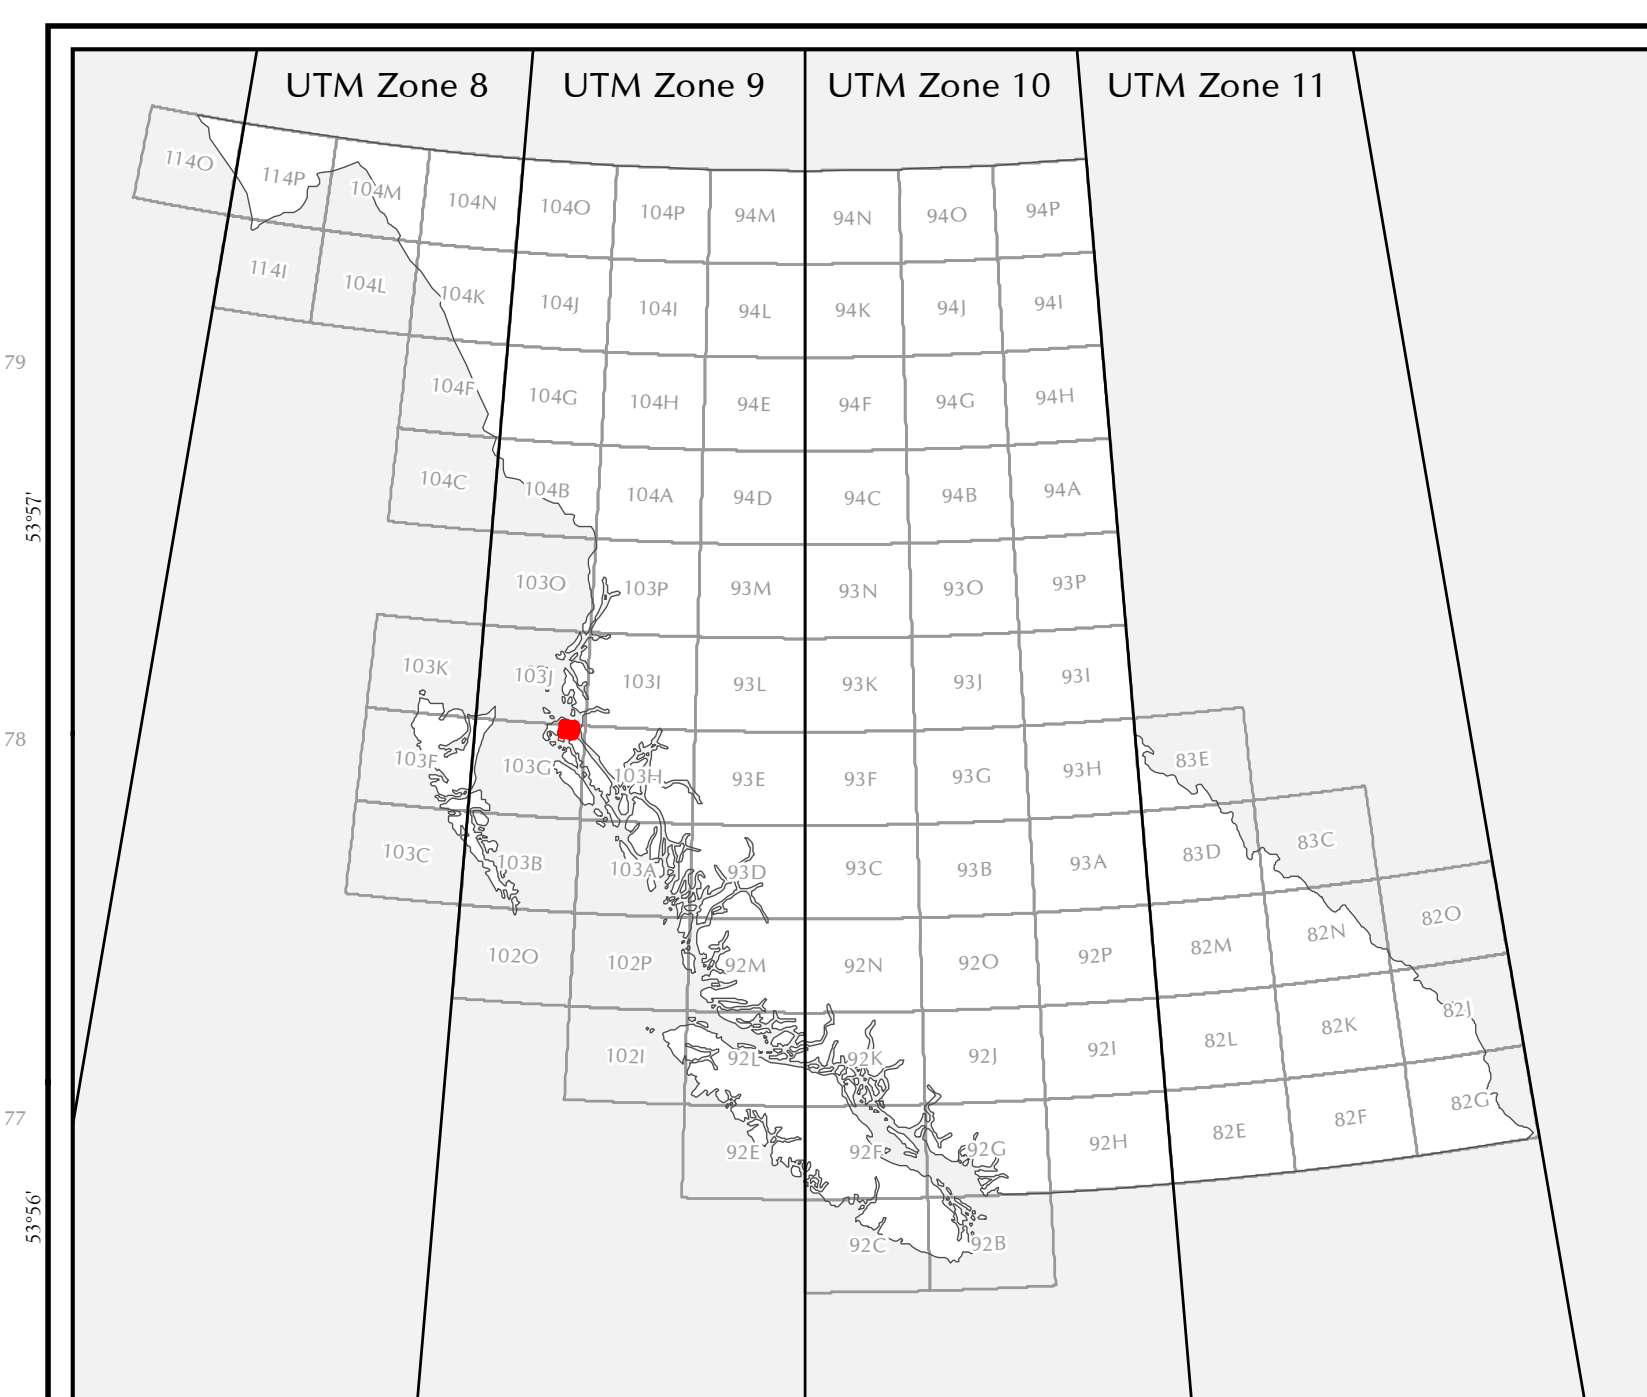 UTM Zone 8 UTM Zone 9 UTM Zone 10 UTM Zone 11
114O 114P 104M 104N 104O 104P 94M 94N 94O 94P
114I 104L 104K 104J 104I 94L 94K 94J 94I
79
104F 104G 104H 94E 94F 94G 94H
104C 104B 104A 94D 94C 94B 94A
53°57'
103O 103P 93M 93N 93O 93P
103K 103J 103I 93L 93K 93J 93I
78
103F 103G 103H 93E 93F 93G 93H 83E
103C 103B 103A 93D 93C 93B 93A 83D 83C
102O 102P 92M 92N 92O 92P 82M 82N 82O
102I 92L 92K 92J 92I 82L 82K 82J
77
92E 92F 92G 92H 82E 82F 82G
53°56'
92C 92B